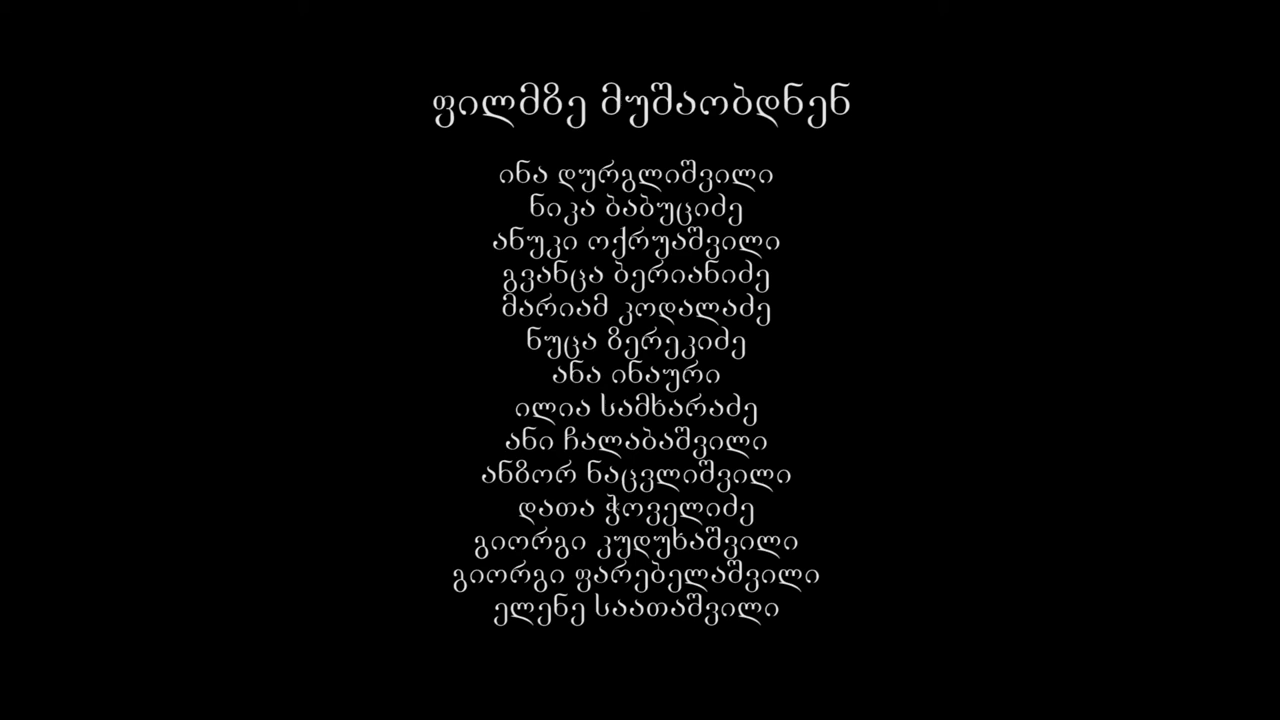 ფილმზე მუშაობდნენ
ინა დურგლიშვილი
ნიკა ბაბუციძე
ანუკი ოქრუაშვილი
გვანცა ბერიანიძე
მარიამ კოდალაძე
ნუცა ზერეკიძე
ანა ინაური
ილია სამხარაძე
ანი ჩალაბაშვილი
ანზორ ნაცვლიშვილი
დათა ჭოველიძე
გიორგი კუდუხაშვილი
გიორგი ფარებელაშვილი
ელენე საათაშვილი